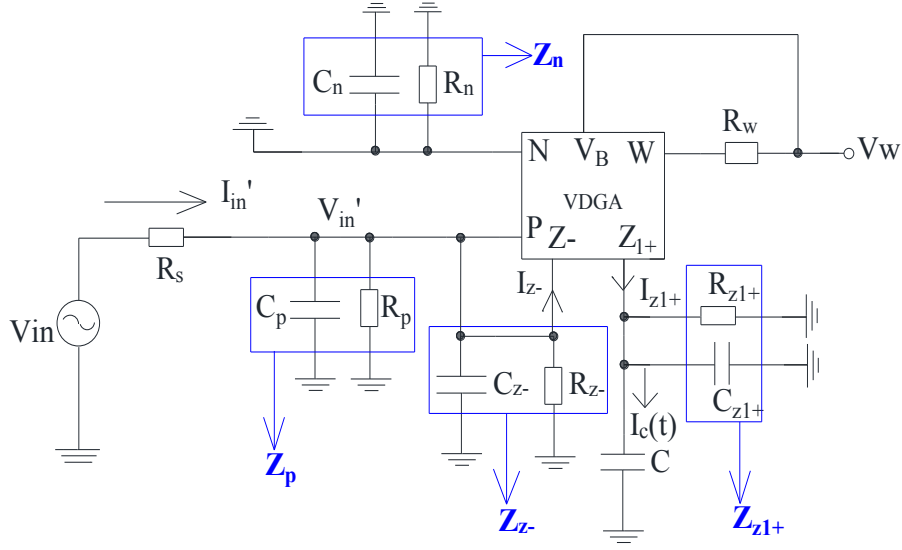 Cn
Rn
Zn
Rw
N
VB
W
Vw
Iin'
Vin'
VDGA
P
Z-
Z1+
Rs
Iz-
Iz1+
Rz1+
Vin
Cp
Rp
Cz-
Rz-
Cz1+
Ic(t)
C
Zp
Zz-
Zz1+